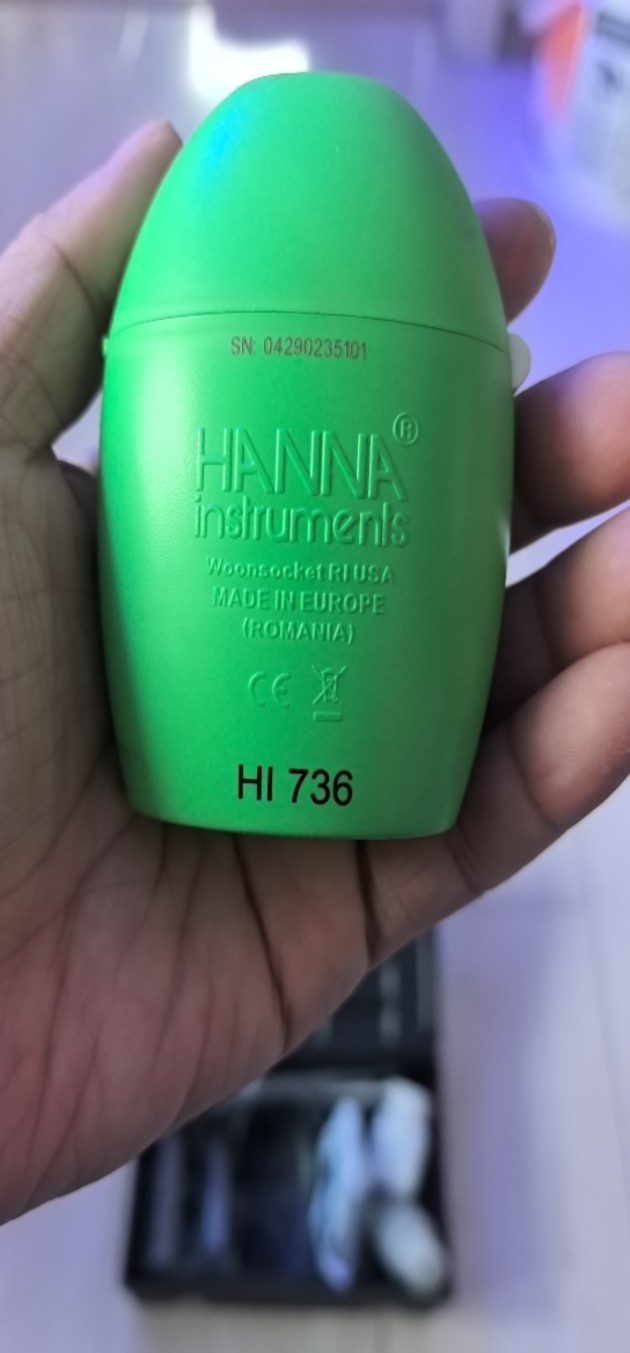 SN: 04290235101
HANNA®
instruments
Woonsocket RI USA
MADE IN EUROPE
(ROMANIA)
CE
HI 736